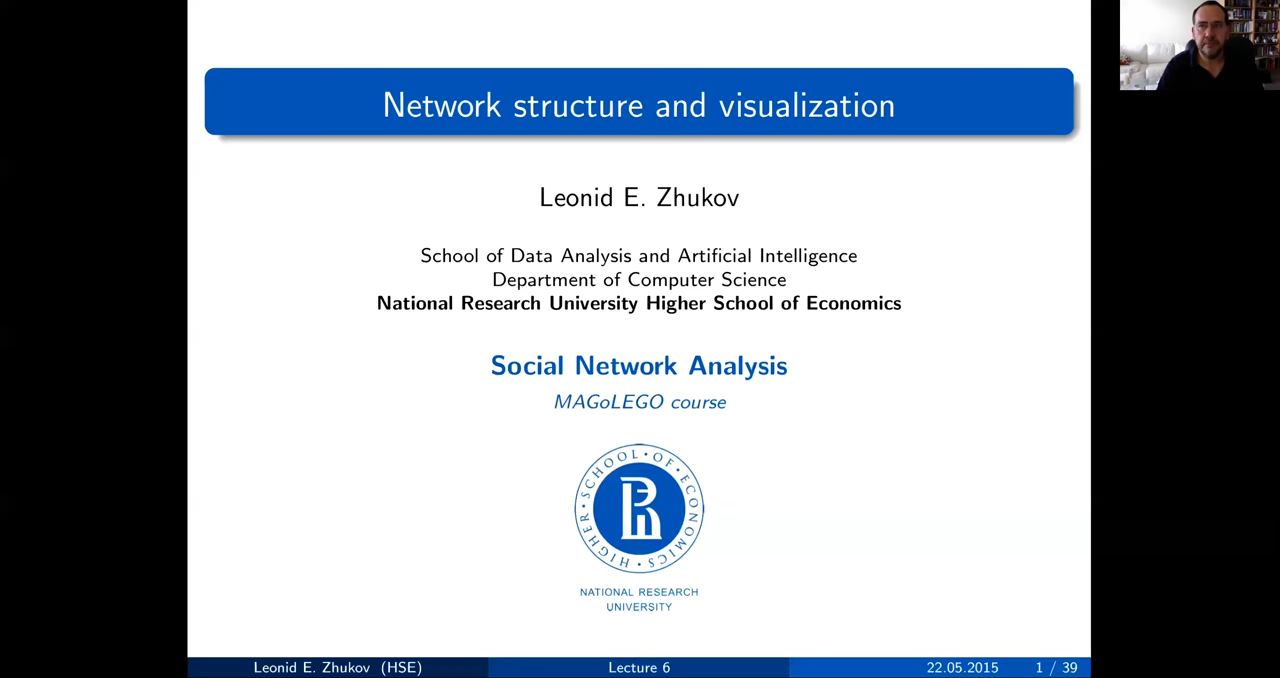 Network structure and visualization
Leonid E. Zhukov
School of Data Analysis and Artificial Intelligence
Department of Computer Science
National Research University Higher School of Economics
Social Network Analysis
MAGoLEGO course
HIGHER • SCHOOL • OF • ECONOMICS •
NATIONAL RESEARCH
UNIVERSITY
Leonid E. Zhukov (HSE) Lecture 6 22.05.2015 1 / 39